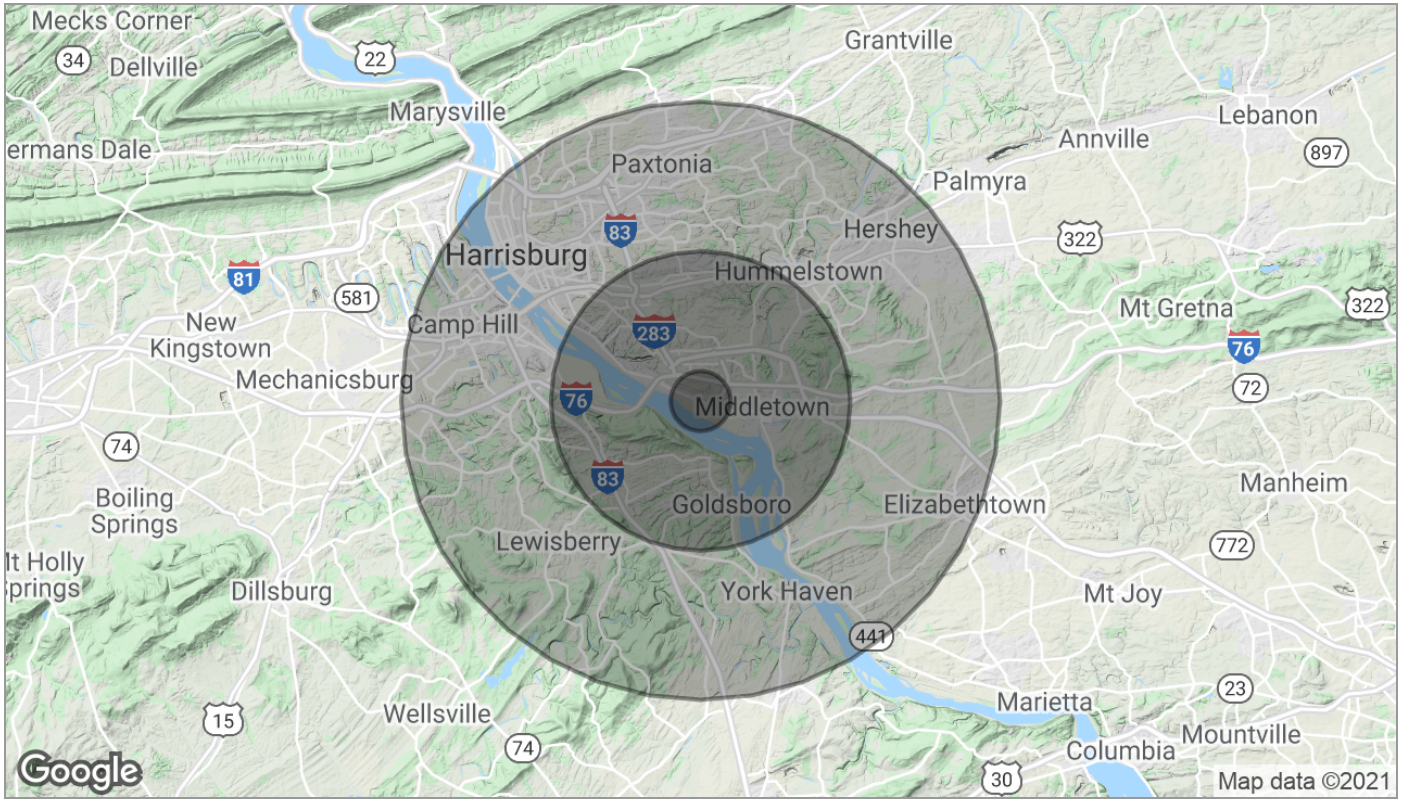 Mecks Corner
Grantville
34
22
Dellville
Marysville
Lebanon
Annville
ermans Dale
897
Paxtonia
Palmyra
83
Hershey
322
Harrisburg
81
Hummelstown
581
322
Mt Gretna
New
Kingstown
Camp Hill
283
76
Mechanicsburg
72
76
Middletown
74
83
Boiling
Springs
Goldsboro
Elizabethtown
Manheim
Lewisberry
772
Mt Holly
Springs
Dillsburg
York Haven
Mt Joy
441
23
15
Wellsville
Marietta
74
Mountville
Columbia
30
Google
Map data ©2021